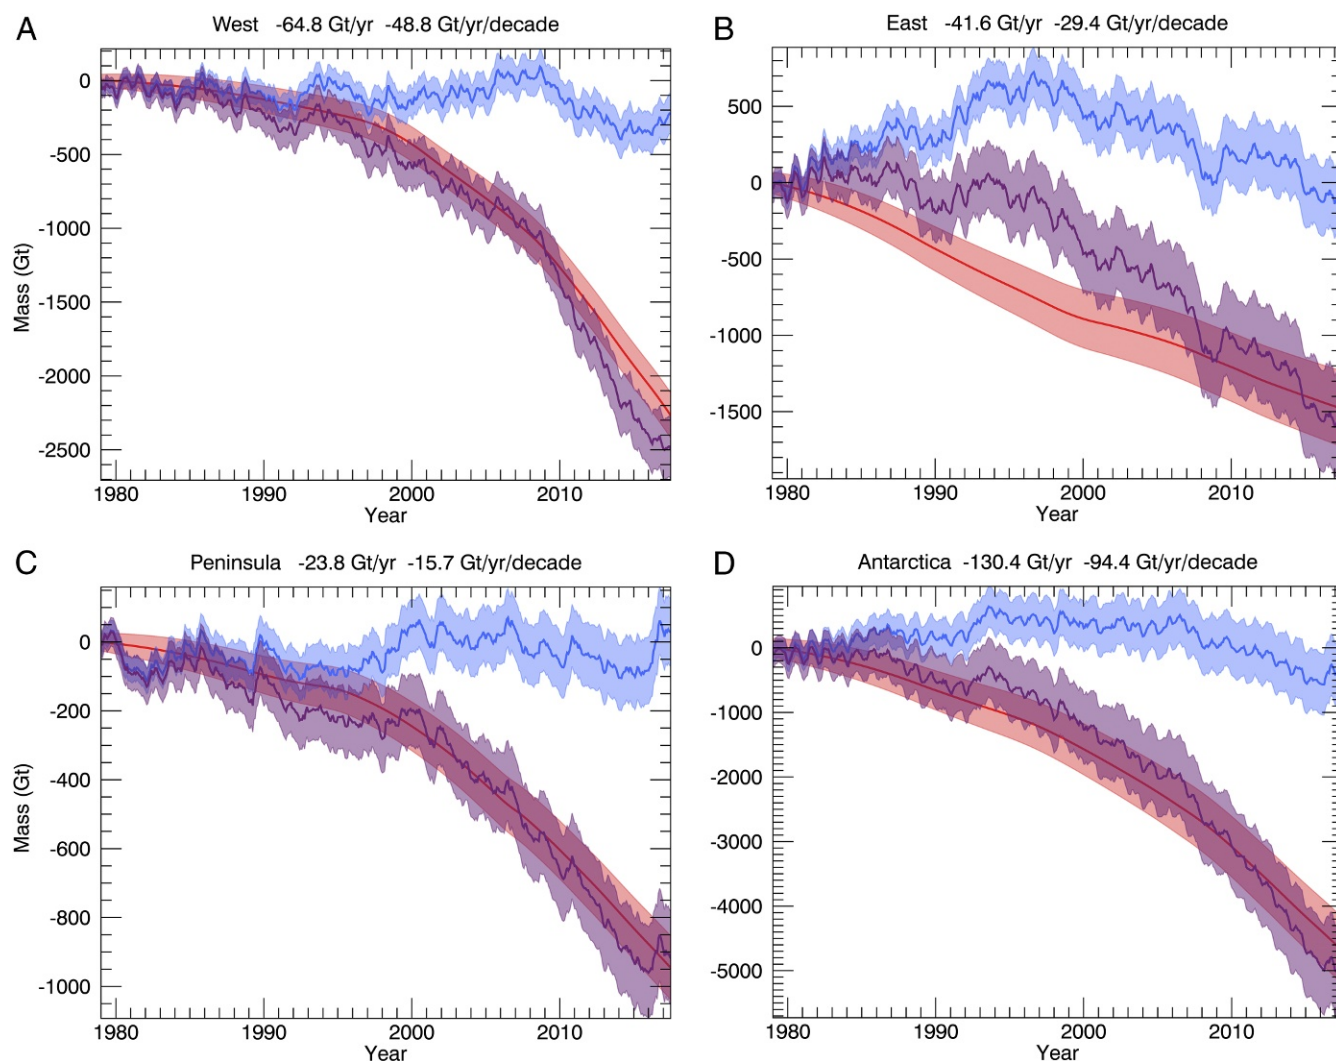 A West -64.8 Gt/yr -48.8 Gt/yr/decade
0
-500
-1000
-1500
-2000
-2500
Mass (Gt)
1980 1990 2000 2010
Year
B East -41.6 Gt/yr -29.4 Gt/yr/decade
500
0
-500
-1000
-1500
1980 1990 2000 2010
Year
C Peninsula -23.8 Gt/yr -15.7 Gt/yr/decade
0
-200
-400
-600
-800
-1000
Mass (Gt)
1980 1990 2000 2010
Year
D Antarctica -130.4 Gt/yr -94.4 Gt/yr/decade
0
-1000
-2000
-3000
-4000
-5000
1980 1990 2000 2010
Year